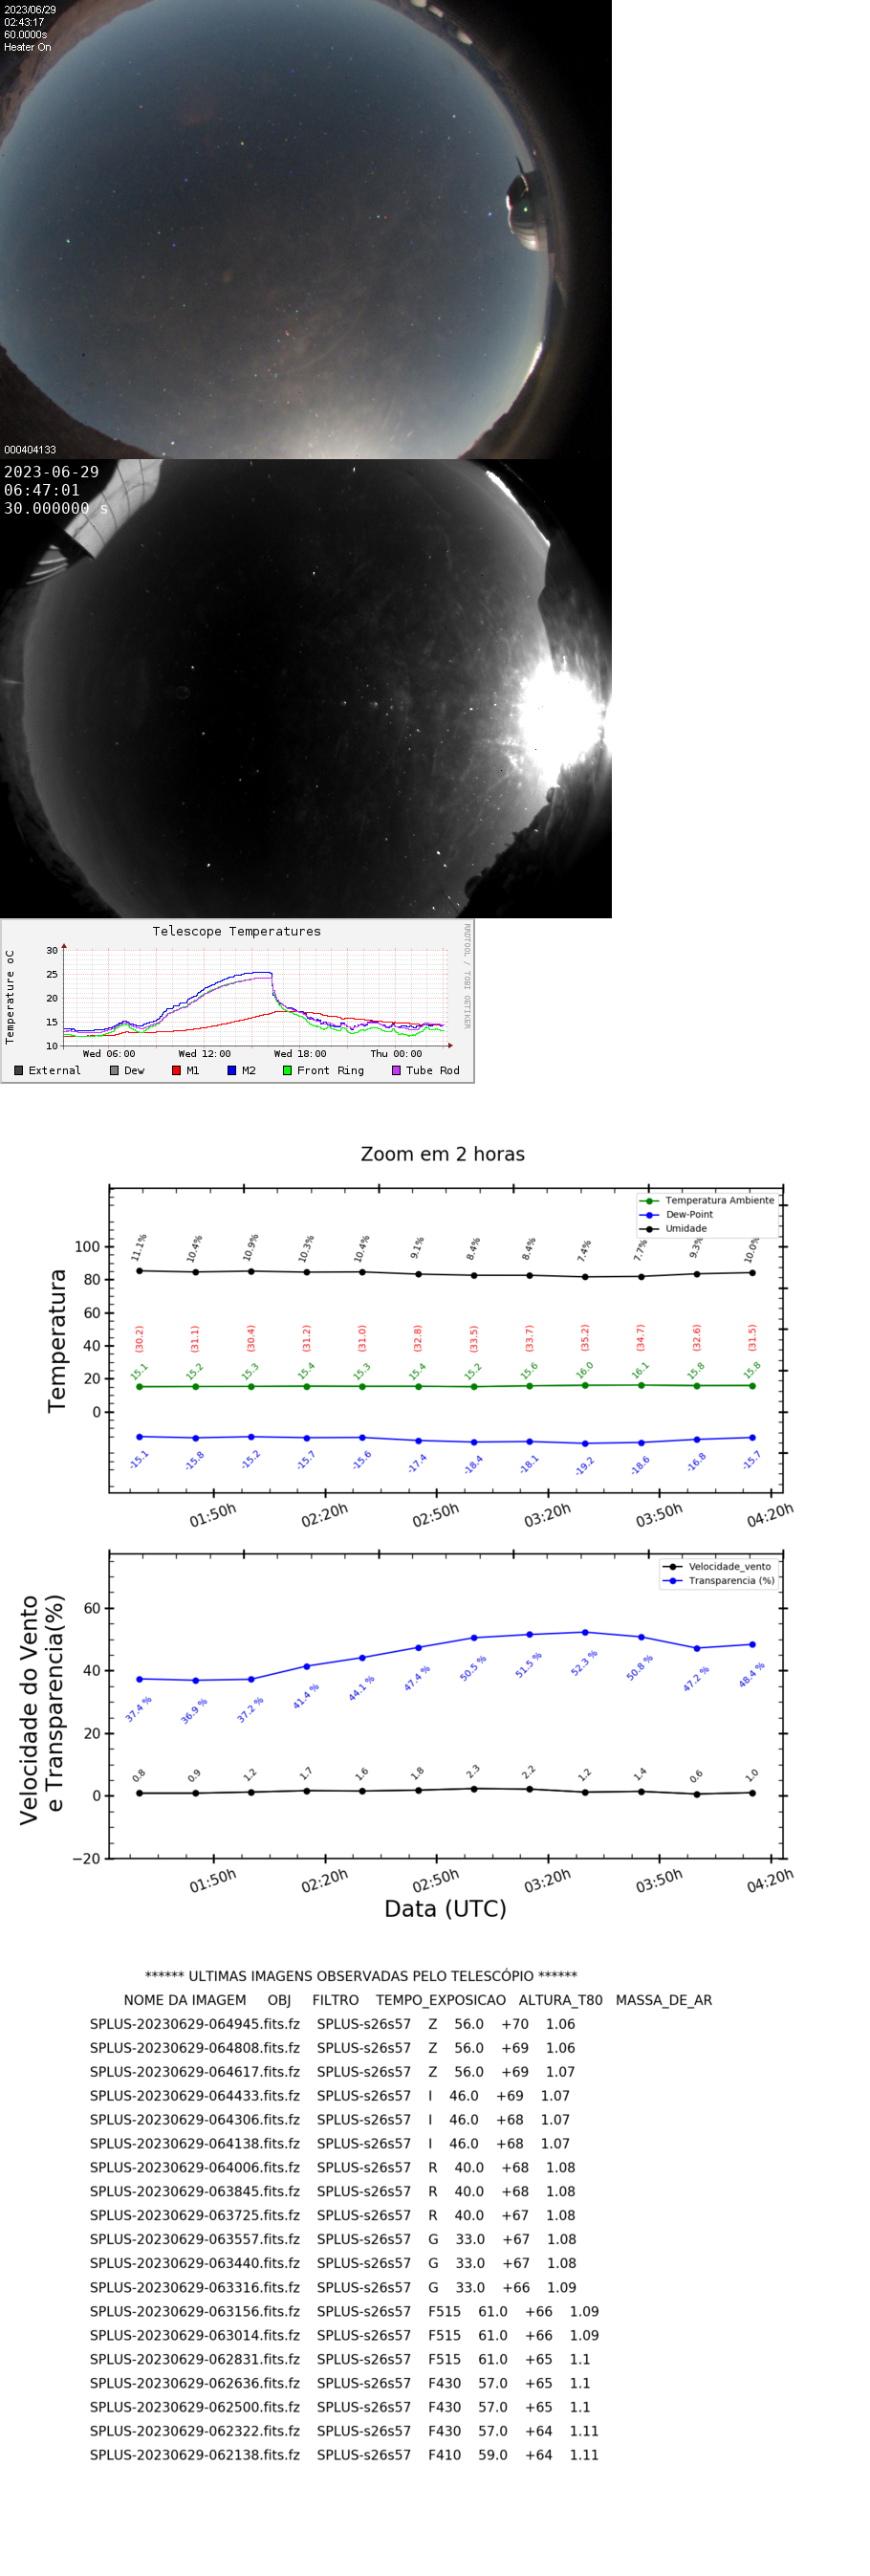 2023/06/29
02:43:17
60.0000s
Heater On
000404133
2023-06-29
06:47:01
30.000000 s
Telescope Temperatures
RRDTOOL / TOBI OETIKER
Temperature oC
30
25
20
15
10
Wed 06:00 Wed 12:00 Wed 18:00 Thu 00:00
External Dew M1 M2 Front Ring Tube Rod
Zoom em 2 horas
Temperatura Ambiente
Dew-Point
Umidade
Temperatura
100
80
60
40
20
0
11.1% 10.4% 10.9% 10.3% 10.4% 9.1% 8.4% 8.4% 7.4% 7.7% 9.3% 10.0%
(30.2) (31.1) (30.4) (31.2) (31.0) (32.8) (33.5) (33.7) (35.2) (34.7) (32.6) (31.5)
15.1 15.2 15.3 15.4 15.3 15.4 15.2 15.6 16.0 16.1 15.8 15.8
-15.1 -15.8 -15.2 -15.7 -15.6 -17.4 -18.4 -18.1 -19.2 -18.6 -16.8 -15.7
01:50h 02:20h 02:50h 03:20h 03:50h 04:20h
Velocidade_vento
Transparencia (%)
Velocidade do Vento
e Transparencia(%)
60
40
20
0
−20
37.4 % 36.9 % 37.2 % 41.4 % 44.1 % 47.4 % 50.5 % 51.5 % 52.3 % 50.8 % 47.2 % 48.4 %
0.8 0.9 1.2 1.7 1.6 1.8 2.3 2.2 1.2 1.4 0.6 1.0
01:50h 02:20h 02:50h 03:20h 03:50h 04:20h
Data (UTC)
****** ULTIMAS IMAGENS OBSERVADAS PELO TELESCÓPIO ******
NOME DA IMAGEM OBJ FILTRO TEMPO_EXPOSICAO ALTURA_T80 MASSA_DE_AR
SPLUS-20230629-064945.fits.fz SPLUS-s26s57 Z 56.0 +70 1.06
SPLUS-20230629-064808.fits.fz SPLUS-s26s57 Z 56.0 +69 1.06
SPLUS-20230629-064617.fits.fz SPLUS-s26s57 Z 56.0 +69 1.07
SPLUS-20230629-064433.fits.fz SPLUS-s26s57 I 46.0 +69 1.07
SPLUS-20230629-064306.fits.fz SPLUS-s26s57 I 46.0 +68 1.07
SPLUS-20230629-064138.fits.fz SPLUS-s26s57 I 46.0 +68 1.07
SPLUS-20230629-064006.fits.fz SPLUS-s26s57 R 40.0 +68 1.08
SPLUS-20230629-063845.fits.fz SPLUS-s26s57 R 40.0 +68 1.08
SPLUS-20230629-063725.fits.fz SPLUS-s26s57 R 40.0 +67 1.08
SPLUS-20230629-063557.fits.fz SPLUS-s26s57 G 33.0 +67 1.08
SPLUS-20230629-063440.fits.fz SPLUS-s26s57 G 33.0 +67 1.08
SPLUS-20230629-063316.fits.fz SPLUS-s26s57 G 33.0 +66 1.09
SPLUS-20230629-063156.fits.fz SPLUS-s26s57 F515 61.0 +66 1.09
SPLUS-20230629-063014.fits.fz SPLUS-s26s57 F515 61.0 +66 1.09
SPLUS-20230629-062831.fits.fz SPLUS-s26s57 F515 61.0 +65 1.1
SPLUS-20230629-062636.fits.fz SPLUS-s26s57 F430 57.0 +65 1.1
SPLUS-20230629-062500.fits.fz SPLUS-s26s57 F430 57.0 +65 1.1
SPLUS-20230629-062322.fits.fz SPLUS-s26s57 F430 57.0 +64 1.11
SPLUS-20230629-062138.fits.fz SPLUS-s26s57 F410 59.0 +64 1.11